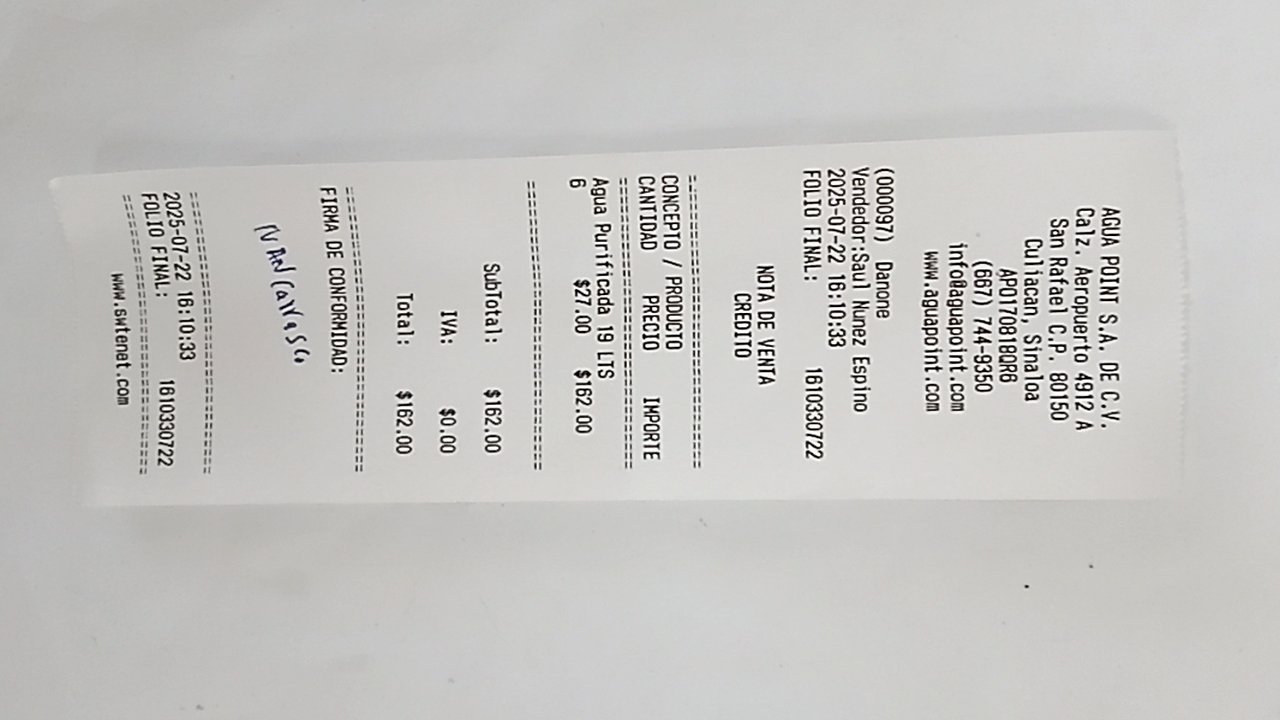 AGUA POINT S.A. DE C.V.
Calz. Aeropuerto 4912 A
San Rafael C.P. 80150
Culiacan, Sinaloa
APO170818QR6
(667) 744-9350
info@aguapoint.com
www.aguapoint.com
(000097) Danone
Vendedor:Saul Nunez Espino
2025-07-22 16:10:33
FOLIO FINAL: 1610330722
NOTA DE VENTA
CREDITO
CONCEPTO / PRODUCTO
CANTIDAD PRECIO IMPORTE
Agua Purificada 19 LTS
6 $27.00 $162.00
SubTotal: $162.00
IVA: $0.00
Total: $162.00
FIRMA DE CONFORMIDAD:
IVAN CaWasco
2025-07-22 16:10:33
FOLIO FINAL: 1610330722
www.swtenet.com